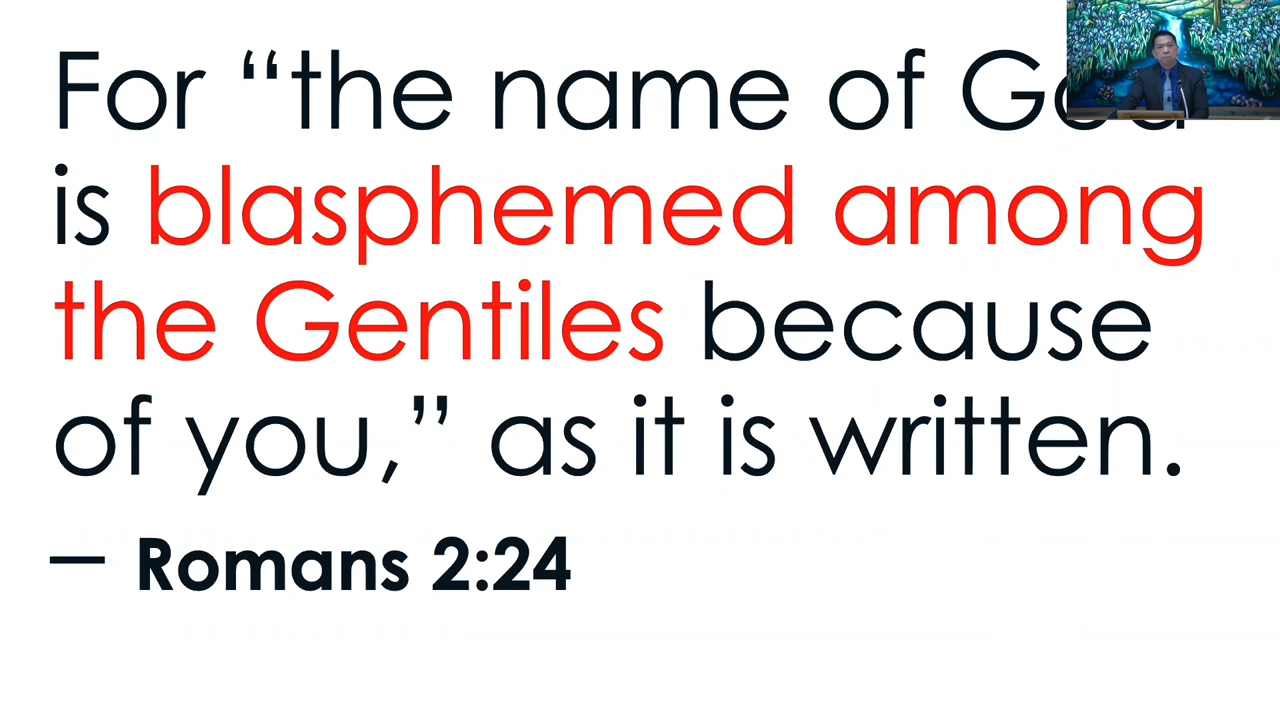 For “the name of God
is blasphemed among
the Gentiles because
of you,” as it is written.
— Romans 2:24